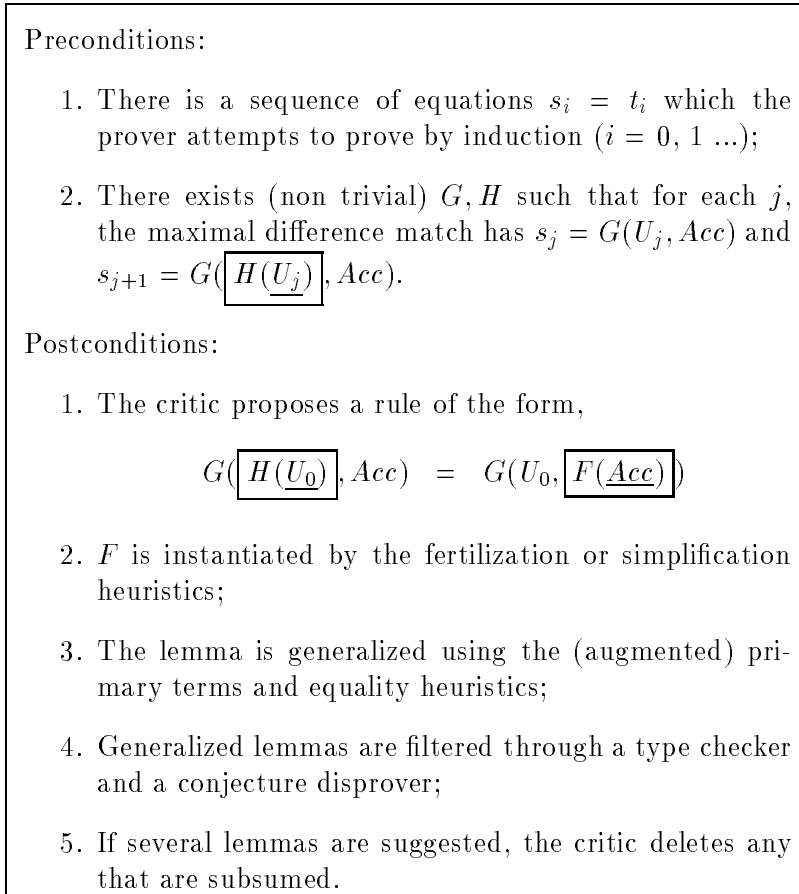 Preconditions:
1. There is a sequence of equations s_i = t_i which the
prover attempts to prove by induction (i = 0, 1 ...);
2. There exists (non trivial) G, H such that for each j,
the maximal difference match has s_j = G(U_j, Acc) and
s_{j+1} = G(H(U_j), Acc).
Postconditions:
1. The critic proposes a rule of the form,
G(H(U_0), Acc) = G(U_0, F(Acc))
2. F is instantiated by the fertilization or simplification
heuristics;
3. The lemma is generalized using the (augmented) pri-
mary terms and equality heuristics;
4. Generalized lemmas are filtered through a type checker
and a conjecture disprover;
5. If several lemmas are suggested, the critic deletes any
that are subsumed.